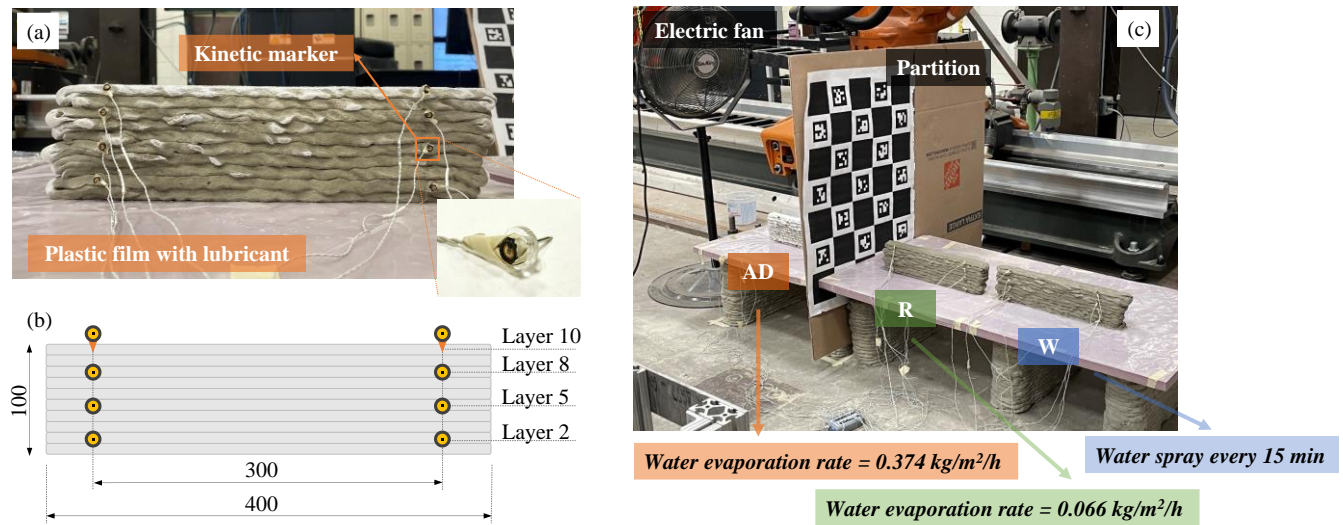 (a)
Kinetic marker
Plastic film with lubricant
(b)
Layer 10
Layer 8
Layer 5
Layer 2
100
300
400
(c)
Electric fan
Partition
AD
R
W
Water evaporation rate = 0.374 kg/m²/h
Water spray every 15 min
Water evaporation rate = 0.066 kg/m²/h